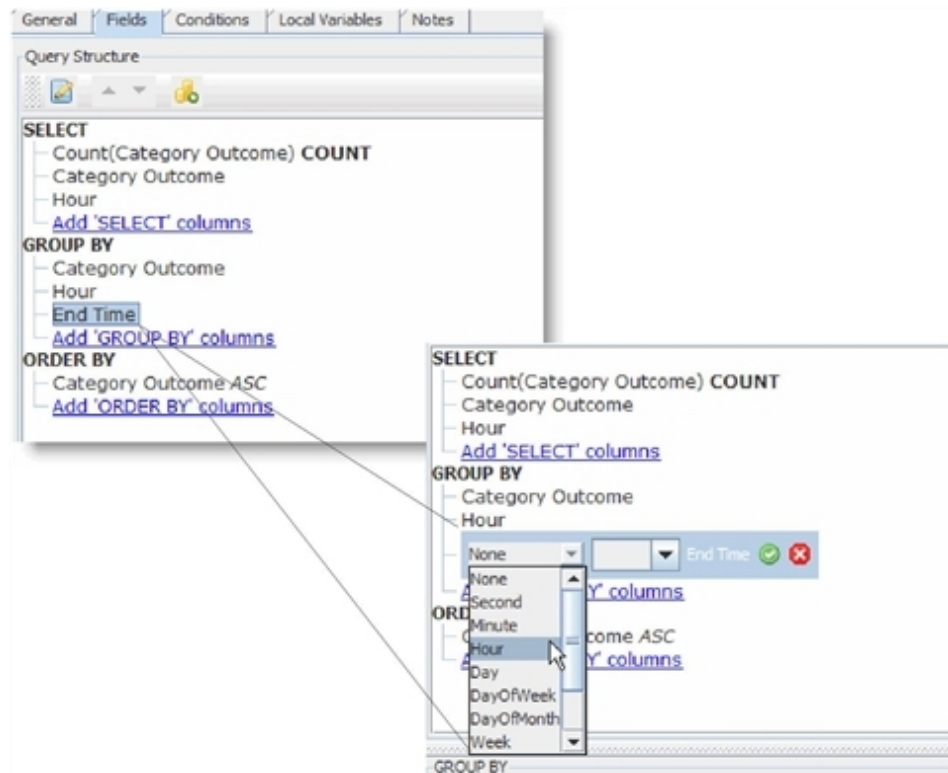 General Fields Conditions Local Variables Notes
Query Structure
SELECT
Count(Category Outcome) COUNT
Category Outcome
Hour
Add 'SELECT' columns
GROUP BY
Category Outcome
Hour
End Time
Add 'GROUP BY' columns
ORDER BY
Category Outcome ASC
Add 'ORDER BY' columns
SELECT
Count(Category Outcome) COUNT
Category Outcome
Hour
Add 'SELECT' columns
GROUP BY
Category Outcome
Hour
None End Time
None
Second
Minute
Hour
Day
DayOfWeek
DayOfMonth
Week
A Y' columns
ORD
C come ASC
A Y' columns
GROUP BY